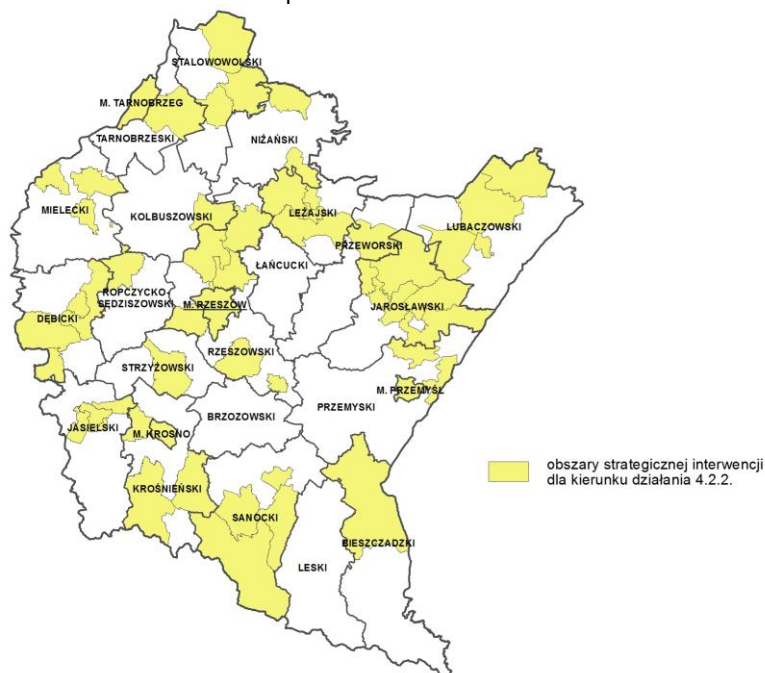 STALOWOWOLSKI
M. TARNOBRZEG
TARNOBRZESKI
NIŻAŃSKI
MIELECKI
KOLBUSZOWSKI
LEŻAJSKI
LUBACZOWSKI
PRZEWORSKI
ŁAŃCUCKI
ROPCZYCKO-
SĘDZISZOWSKI
M. RZESZÓW
JAROSŁAWSKI
DĘBICKI
RZESZOWSKI
STRZYŻOWSKI
M. PRZEMYŚL
PRZEMYSKI
BRZOZOWSKI
JASIELSKI
M. KROSNO
obszary strategicznej interwencji
dla kierunku działania 4.2.2.
KROŚNIEŃSKI
SANOCKI
BIESZCZADZKI
LESKI